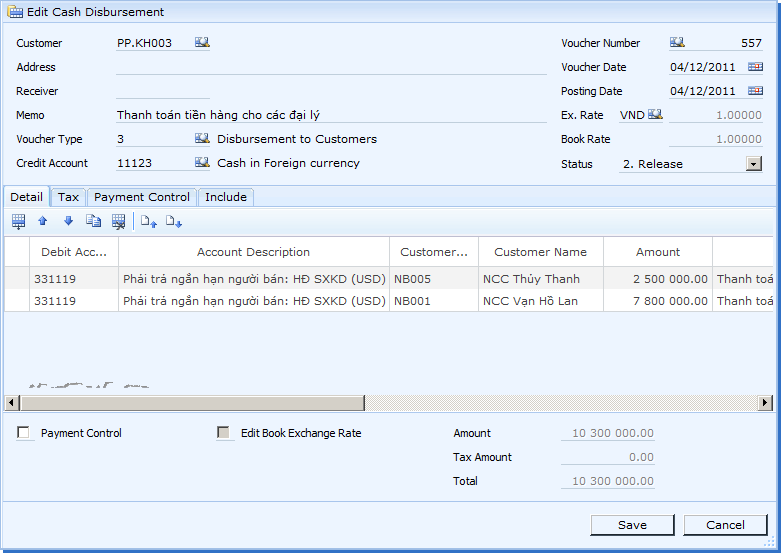 Edit Cash Disbursement
Customer PP.KH003 Voucher Number 557
Address Voucher Date 04/12/2011
Receiver Posting Date 04/12/2011
Memo Thanh toán tiền hàng cho các đại lý Ex. Rate VND 1.00000
Voucher Type 3 Disbursement to Customers Book Rate 1.00000
Credit Account 11123 Cash in Foreign currency Status 2. Release
Detail Tax Payment Control Include
Debit Acc... Account Description Customer... Customer Name Amount
331119 Phải trả ngắn hạn người bán: HĐ SXKD (USD) NB005 NCC Thủy Thanh 2 500 000.00 Thanh toá
331119 Phải trả ngắn hạn người bán: HĐ SXKD (USD) NB001 NCC Vạn Hồ Lan 7 800 000.00 Thanh toá
Payment Control Edit Book Exchange Rate Amount 10 300 000.00
Tax Amount 0.00
Total 10 300 000.00
Save Cancel